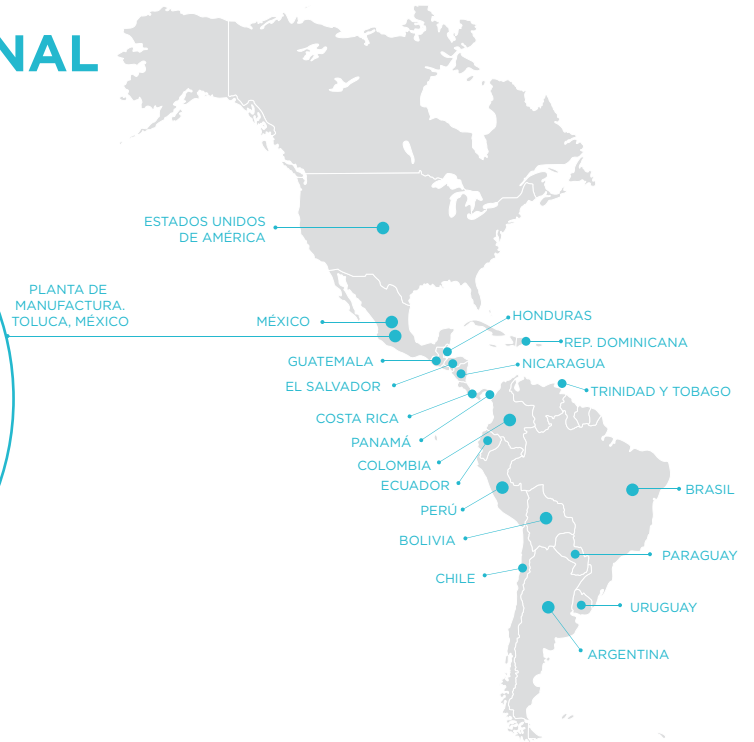 NAL
ESTADOS UNIDOS
DE AMÉRICA
PLANTA DE
MANUFACTURA.
TOLUCA, MÉXICO
MÉXICO
HONDURAS
REP. DOMINICANA
GUATEMALA
NICARAGUA
EL SALVADOR
TRINIDAD Y TOBAGO
COSTA RICA
PANAMÁ
COLOMBIA
ECUADOR
BRASIL
PERÚ
BOLIVIA
PARAGUAY
CHILE
URUGUAY
ARGENTINA